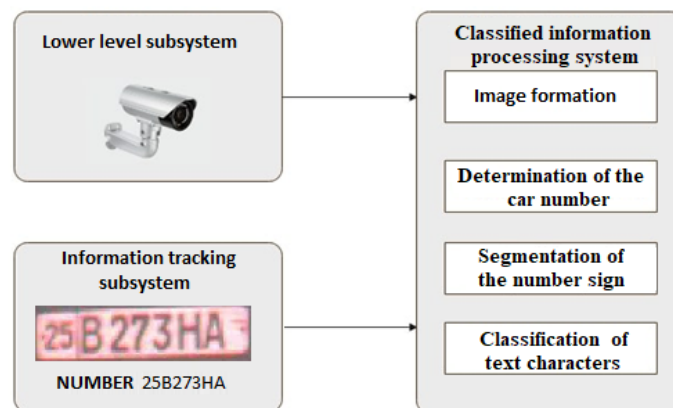 Lower level subsystem
Information tracking
subsystem
25B273HA
NUMBER 25B273HA
Classified information
processing system
Image formation
Determination of the
car number
Segmentation of
the number sign
Classification of
text characters